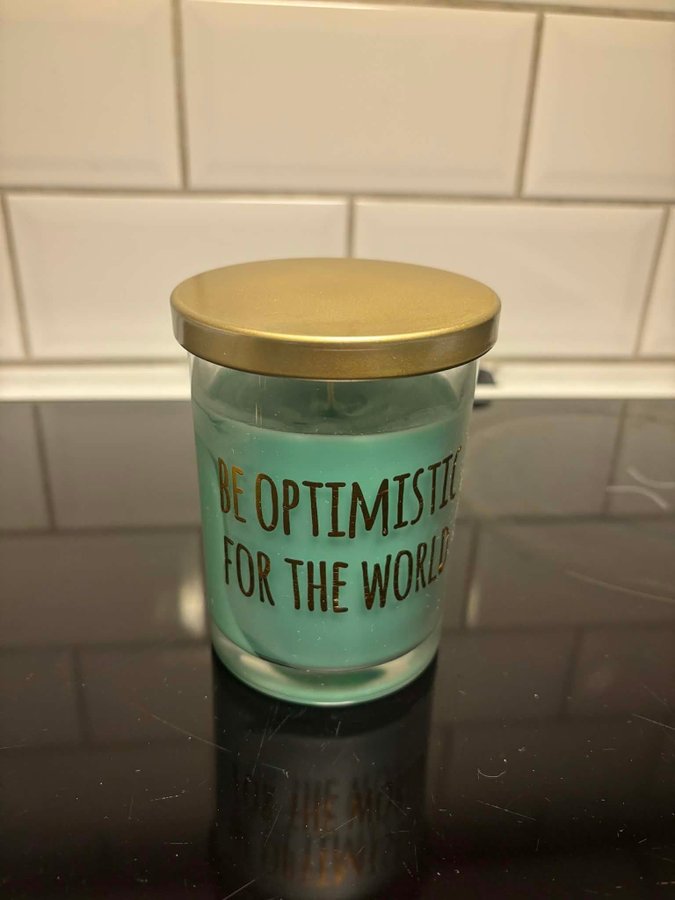 BE OPTIMISTIC
FOR THE WORLD